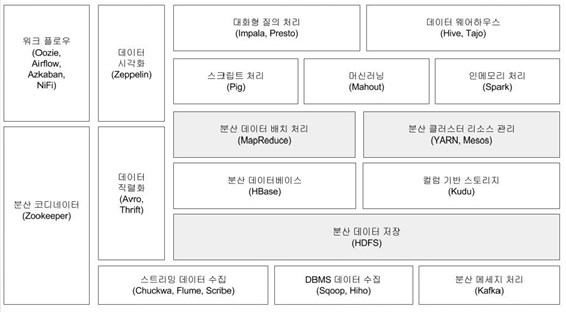 워크 플로우
(Oozie,
Airflow,
Azkaban,
NiFi)
데이터
시각화
(Zeppelin)
대화형 질의 처리
(Impala, Presto)
데이터 웨어하우스
(Hive, Tajo)
스크립트 처리
(Pig)
머신러닝
(Mahout)
인메모리 처리
(Spark)
분산 코디네이터
(Zookeeper)
데이터
직렬화
(Avro,
Thrift)
분산 데이터 배치 처리
(MapReduce)
분산 클러스터 리소스 관리
(YARN, Mesos)
분산 데이터베이스
(HBase)
컬럼 기반 스토리지
(Kudu)
분산 데이터 저장
(HDFS)
스트리밍 데이터 수집
(Chuckwa, Flume, Scribe)
DBMS 데이터 수집
(Sqoop, Hiho)
분산 메세지 처리
(Kafka)